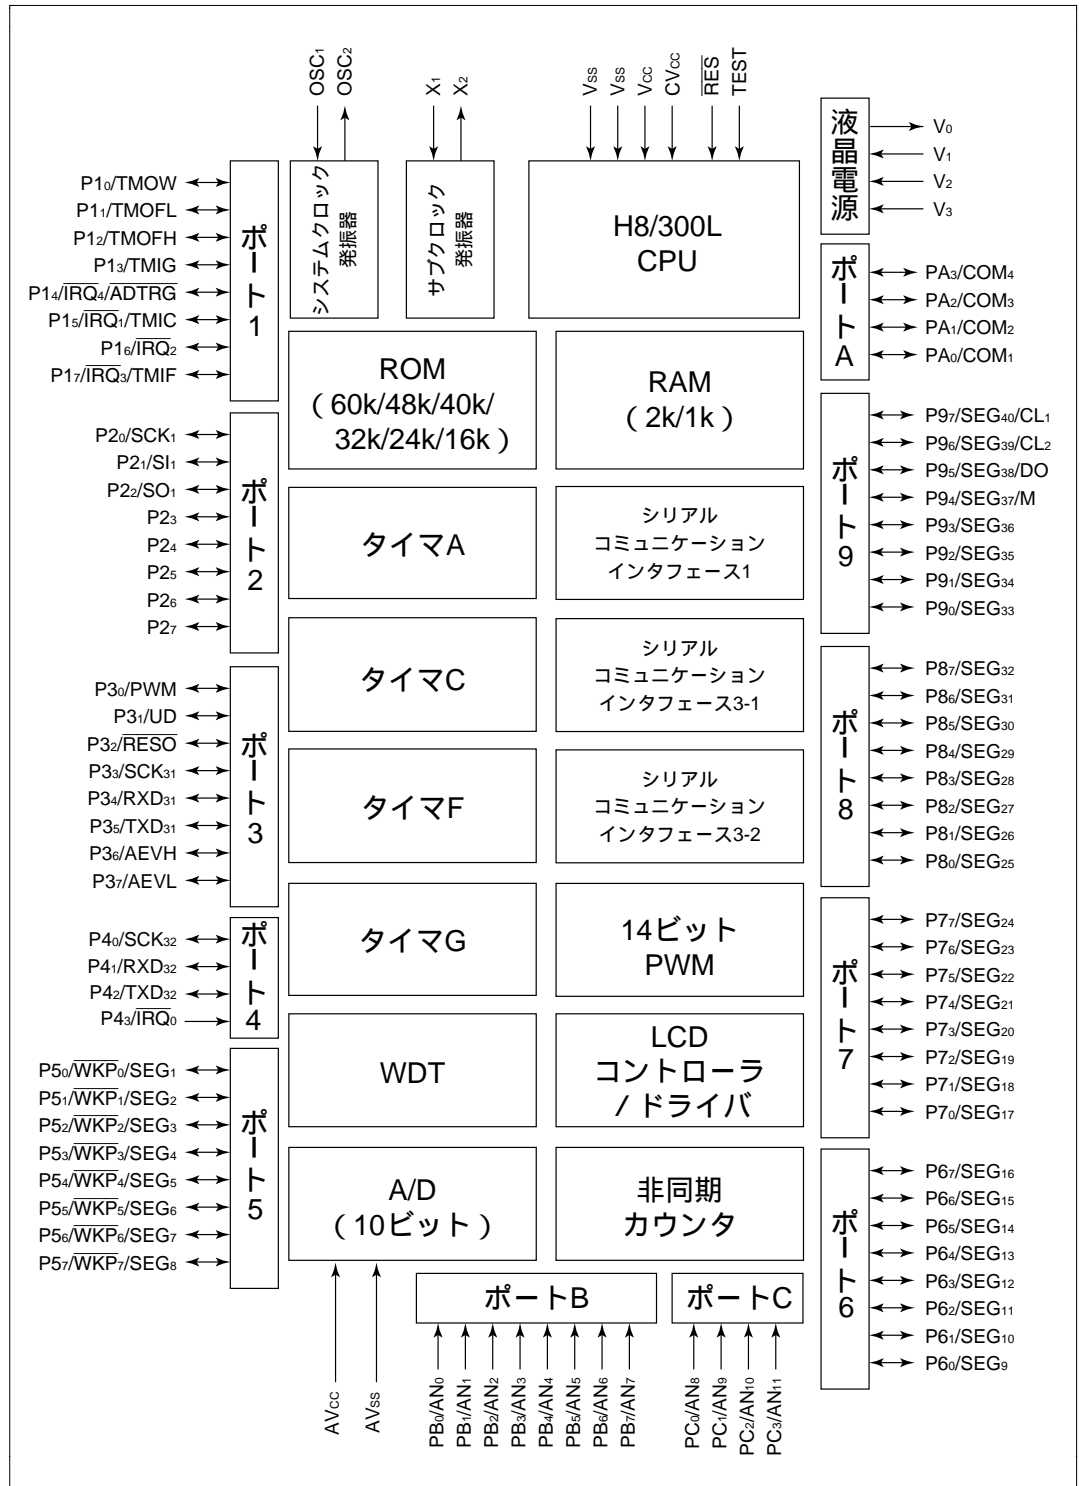 OSC₁
OSC₂
X₁
X₂
Vss
Vss
Vcc
CVcc
R̅E̅S̅
TEST
システムクロック
発振器
サブクロック
発振器
H8/300L
CPU
液晶電源
V₀
V₁
V₂
V₃
P1₀/TMOW
P1₁/TMOFL
P1₂/TMOFH
P1₃/TMIG
P1₄/I̅R̅Q̅₄/A̅D̅T̅R̅G̅
P1₅/I̅R̅Q̅₁/TMIC
P1₆/I̅R̅Q̅₂
P1₇/I̅R̅Q̅₃/TMIF
ポート1
ポートA
PA₃/COM₄
PA₂/COM₃
PA₁/COM₂
PA₀/COM₁
ROM
(60k/48k/40k/
32k/24k/16k)
RAM
(2k/1k)
P2₀/SCK₁
P2₁/SI₁
P2₂/SO₁
P2₃
P2₄
P2₅
P2₆
P2₇
ポート2
タイマA
シリアル
コミュニケーション
インタフェース1
ポート9
P9₇/SEG₄₀/CL₁
P9₆/SEG₃₉/CL₂
P9₅/SEG₃₈/DO
P9₄/SEG₃₇/M
P9₃/SEG₃₆
P9₂/SEG₃₅
P9₁/SEG₃₄
P9₀/SEG₃₃
タイマC
シリアル
コミュニケーション
インタフェース3-1
P3₀/PWM
P3₁/UD
P3₂/R̅E̅S̅O̅
P3₃/SCK₃₁
P3₄/RXD₃₁
P3₅/TXD₃₁
P3₆/AEVH
P3₇/AEVL
ポート3
タイマF
シリアル
コミュニケーション
インタフェース3-2
ポート8
P8₇/SEG₃₂
P8₆/SEG₃₁
P8₅/SEG₃₀
P8₄/SEG₂₉
P8₃/SEG₂₈
P8₂/SEG₂₇
P8₁/SEG₂₆
P8₀/SEG₂₅
P4₀/SCK₃₂
P4₁/RXD₃₂
P4₂/TXD₃₂
P4₃/I̅R̅Q̅₀
ポート4
タイマG
14ビット
PWM
ポート7
P7₇/SEG₂₄
P7₆/SEG₂₃
P7₅/SEG₂₂
P7₄/SEG₂₁
P7₃/SEG₂₀
P7₂/SEG₁₉
P7₁/SEG₁₈
P7₀/SEG₁₇
P5₀/W̅K̅P̅₀/SEG₁
P5₁/W̅K̅P̅₁/SEG₂
P5₂/W̅K̅P̅₂/SEG₃
P5₃/W̅K̅P̅₃/SEG₄
P5₄/W̅K̅P̅₄/SEG₅
P5₅/W̅K̅P̅₅/SEG₆
P5₆/W̅K̅P̅₆/SEG₇
P5₇/W̅K̅P̅₇/SEG₈
ポート5
WDT
LCD
コントローラ
/ドライバ
A/D
(10ビット)
非同期
カウンタ
ポート6
P6₇/SEG₁₆
P6₆/SEG₁₅
P6₅/SEG₁₄
P6₄/SEG₁₃
P6₃/SEG₁₂
P6₂/SEG₁₁
P6₁/SEG₁₀
P6₀/SEG₉
ポートB
ポートC
AVcc
AVss
PB₀/AN₀
PB₁/AN₁
PB₂/AN₂
PB₃/AN₃
PB₄/AN₄
PB₅/AN₅
PB₆/AN₆
PB₇/AN₇
PC₀/AN₈
PC₁/AN₉
PC₂/AN₁₀
PC₃/AN₁₁